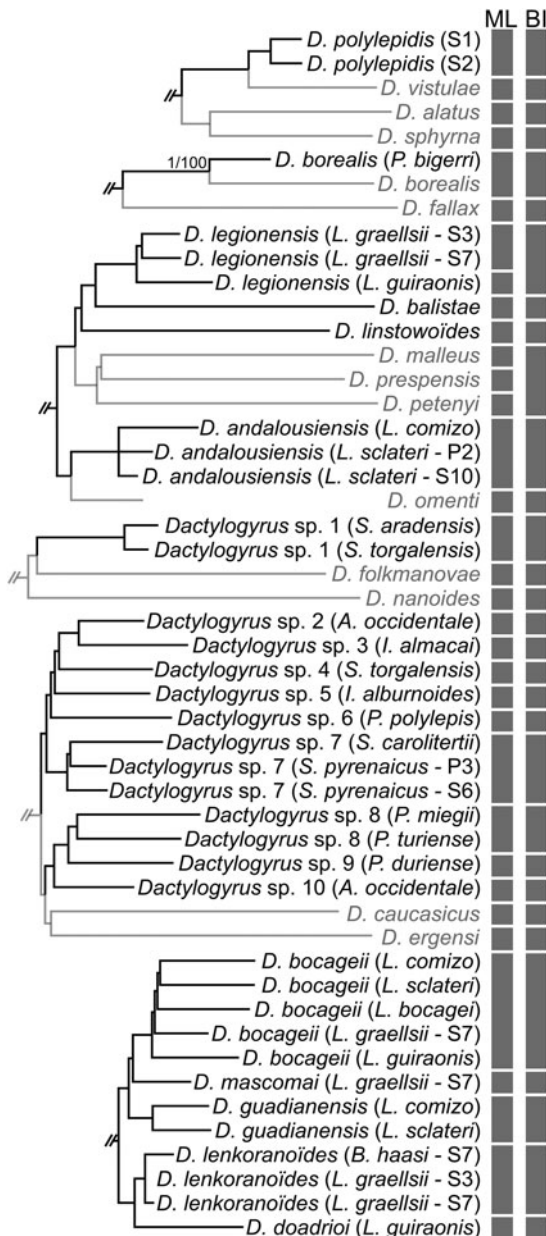 ML BI
D. polylepidis (S1)
D. polylepidis (S2)
D. vistulae
D. alatus
D. sphyrna
1/100 D. borealis (P. bigerri)
D. borealis
D. fallax
D. legionensis (L. graellsii - S3)
D. legionensis (L. graellsii - S7)
D. legionensis (L. guiraonis)
D. balistae
D. linstowoïdes
D. malleus
D. prespensis
D. petenyi
D. andalousiensis (L. comizo)
D. andalousiensis (L. sclateri - P2)
D. andalousiensis (L. sclateri - S10)
D. omenti
Dactylogyrus sp. 1 (S. aradensis)
Dactylogyrus sp. 1 (S. torgalensis)
D. folkmanovae
D. nanoides
Dactylogyrus sp. 2 (A. occidentale)
Dactylogyrus sp. 3 (I. almacai)
Dactylogyrus sp. 4 (S. torgalensis)
Dactylogyrus sp. 5 (I. alburnoides)
Dactylogyrus sp. 6 (P. polylepis)
Dactylogyrus sp. 7 (S. carolitertii)
Dactylogyrus sp. 7 (S. pyrenaicus - P3)
Dactylogyrus sp. 7 (S. pyrenaicus - S6)
Dactylogyrus sp. 8 (P. miegii)
Dactylogyrus sp. 8 (P. turiense)
Dactylogyrus sp. 9 (P. duriense)
Dactylogyrus sp. 10 (A. occidentale)
D. caucasicus
D. ergensi
D. bocageii (L. comizo)
D. bocageii (L. sclateri)
D. bocageii (L. bocagei)
D. bocageii (L. graellsii - S7)
D. bocageii (L. guiraonis)
D. mascomai (L. graellsii - S7)
D. guadianensis (L. comizo)
D. guadianensis (L. sclateri)
D. lenkoranoïdes (B. haasi - S7)
D. lenkoranoïdes (L. graellsii - S3)
D. lenkoranoïdes (L. graellsii - S7)
D. doadrioi (L. guiraonis)